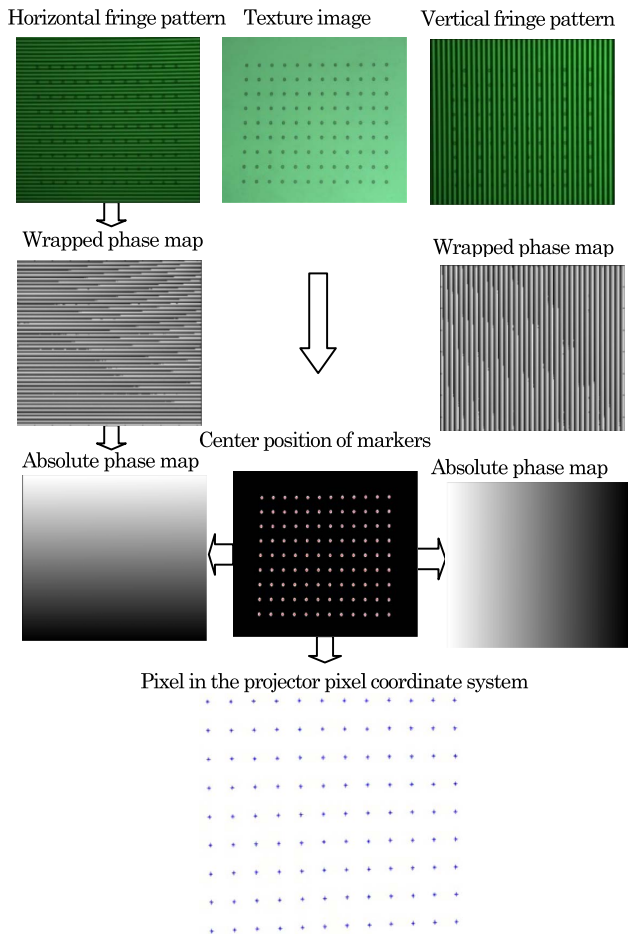 Horizontal fringe pattern
Texture image
Vertical fringe pattern
Wrapped phase map
Wrapped phase map
Center position of markers
Absolute phase map
Absolute phase map
Pixel in the projector pixel coordinate system